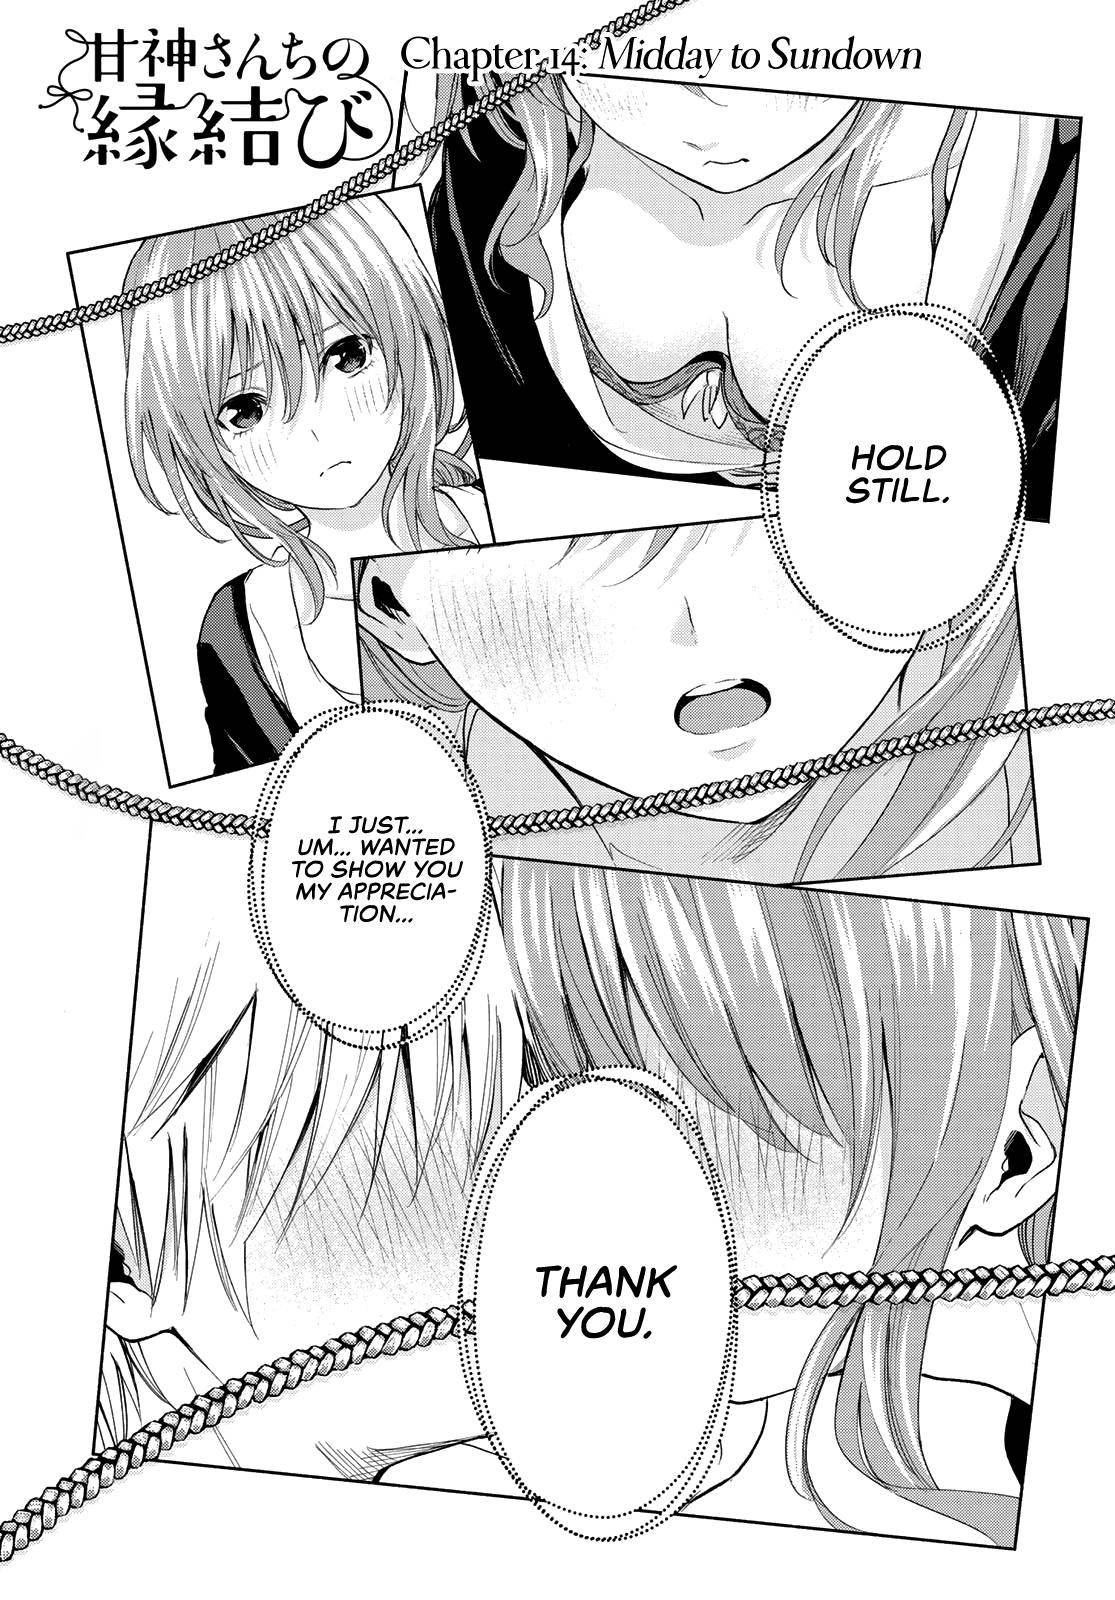 甘神さんちの
縁結び
Chapter 14: Midday to Sundown
HOLD
STILL.
I JUST...
UM... WANTED
TO SHOW YOU
MY APPRECIA-
TION...
THANK
YOU.